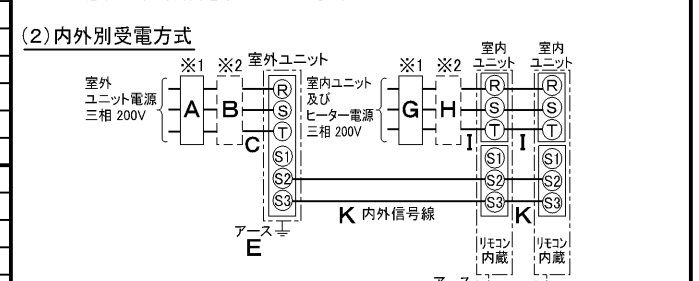 (2)内外別受電方式
※1 ※2 室外ユニット
室外
ユニット電源
三相 200V
A
B
C
R
S
T
S1
S2
S3
アース
E
室内ユニット
及び
ヒーター電源
三相 200V
※1 ※2
G
H
I
I
室内
ユニット
室内
ユニット
R
S
T
S1
S2
S3
R
S
T
S1
S2
S3
K 内外信号線
K
リモコン
内蔵
リモコン
内蔵
アース